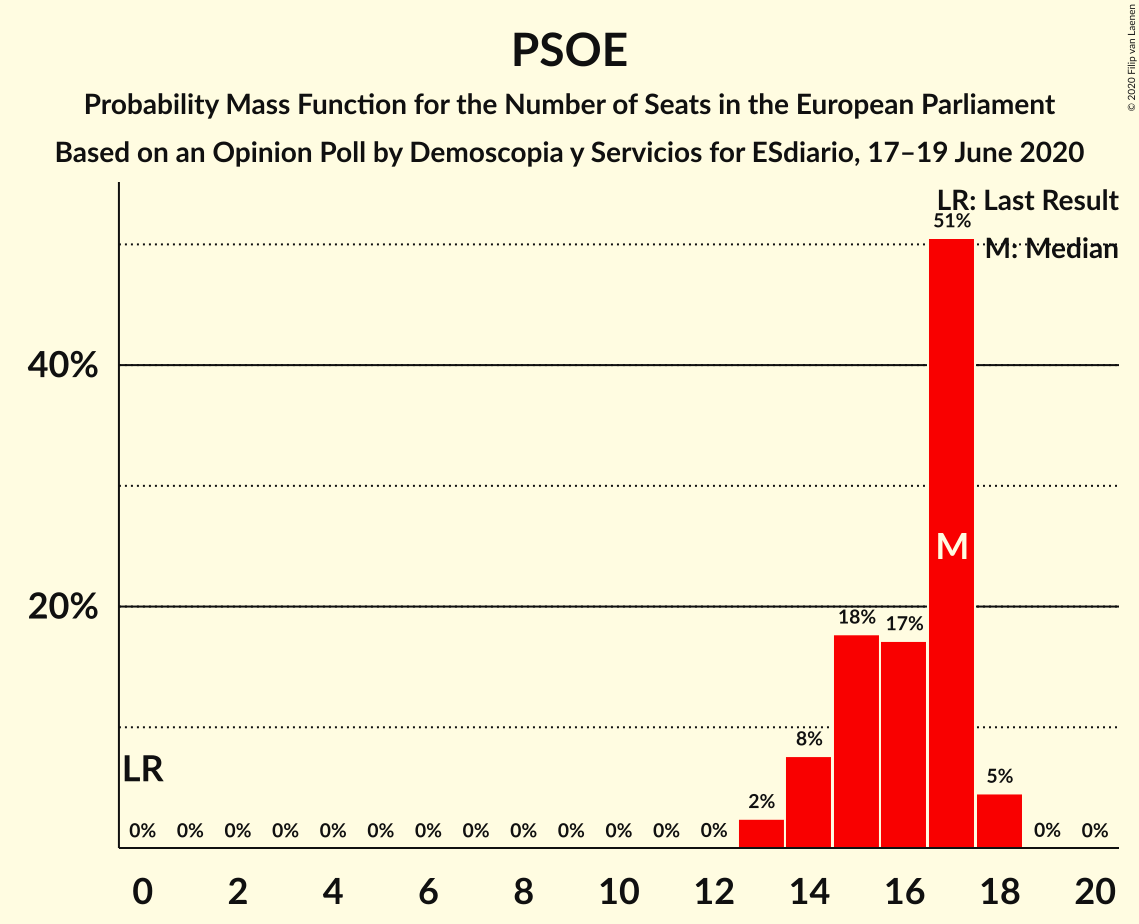 PSOE
Probability Mass Function for the Number of Seats in the European Parliament
Based on an Opinion Poll by Demoscopia y Servicios for ESdiario, 17–19 June 2020
© 2020 Filip van Laenen
LR: Last Result
M: Median
51%
40%
20%
M
18%
17%
8%
5%
2%
LR
0% 0% 0% 0% 0% 0% 0% 0% 0% 0% 0% 0% 0% 0% 0%
0 2 4 6 8 10 12 14 16 18 20